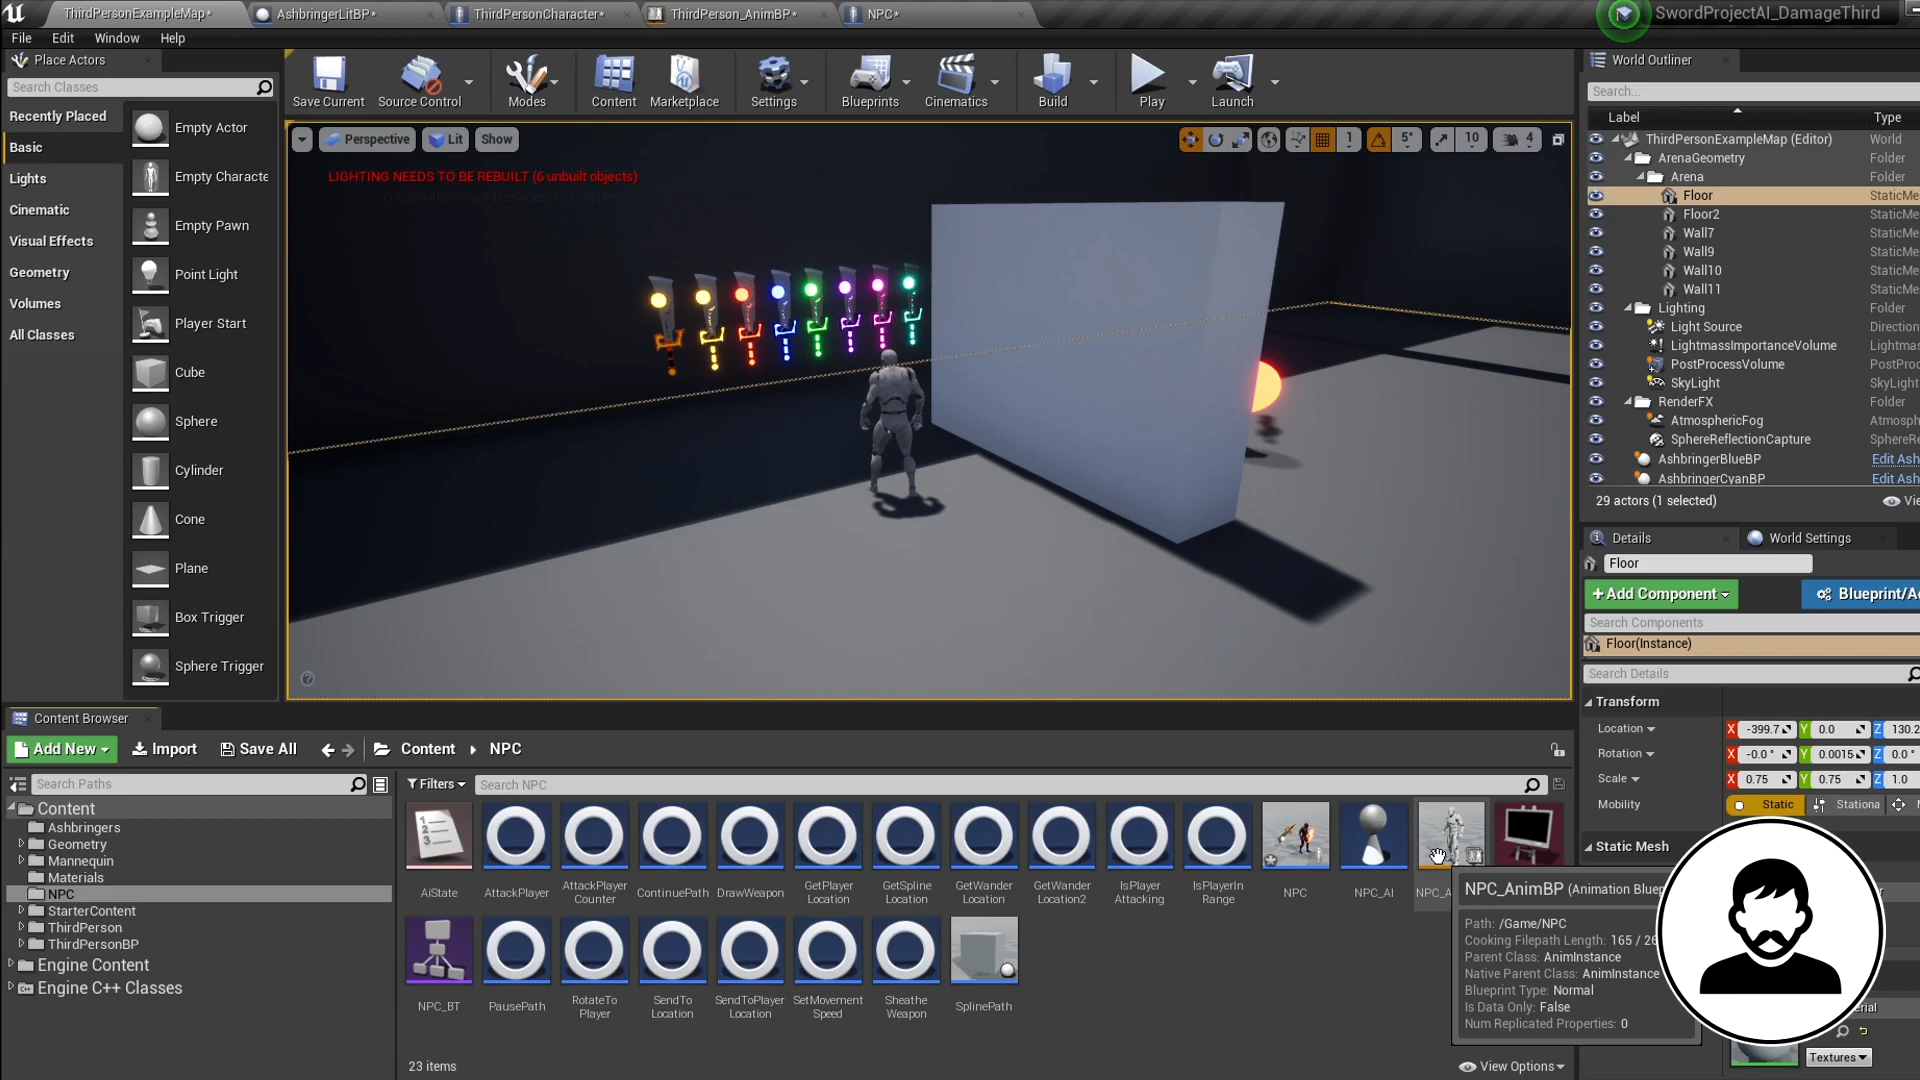 ThirdPersonExampleMap*
AshbringerLitBP*
ThirdPersonCharacter*
ThirdPerson_AnimBP*
NPC*
SwordProjectAI_DamageThird
File
Edit
Window
Help
Place Actors
Search Classes
Recently Placed
Basic
Lights
Cinematic
Visual Effects
Geometry
Volumes
All Classes
Empty Actor
Empty Characte
Empty Pawn
Point Light
Player Start
Cube
Sphere
Cylinder
Cone
Plane
Box Trigger
Sphere Trigger
Save Current
Source Control
Modes
Content
Marketplace
Settings
Blueprints
Cinematics
Build
Play
Launch
Perspective
Lit
Show
1
5°
10
4
LIGHTING NEEDS TO BE REBUILT (6 unbuilt objects)
World Outliner
Search...
Label
Type
ThirdPersonExampleMap (Editor)
World
ArenaGeometry
Folder
Arena
Folder
Floor
StaticMe
Floor2
StaticMe
Wall7
StaticMe
Wall9
StaticMe
Wall10
StaticMe
Wall11
StaticMe
Lighting
Folder
Light Source
Direction
LightmassImportanceVolume
Lightmas
PostProcessVolume
PostProc
SkyLight
SkyLight
RenderFX
Folder
AtmosphericFog
Atmosph
SphereReflectionCapture
SphereRe
AshbringerBlueBP
Edit Ash
AshbringerCyanBP
Edit Ash
29 actors (1 selected)
Vie
Details
World Settings
Floor
+Add Component
Blueprint/A
Search Components
Floor(Instance)
Search Details
Transform
Location
X
-399.7
Y
0.0
Z
130.2
Rotation
X
-0.0 °
Y
0.0015
Z
0.0 °
Scale
X
0.75
Y
0.75
Z
1.0
Mobility
Static
Stationa
Static Mesh
Textures
Content Browser
Add New
Import
Save All
Content
NPC
Search Paths
Filters
Search NPC
Content
Ashbringers
Geometry
Mannequin
Materials
NPC
StarterContent
ThirdPerson
ThirdPersonBP
Engine Content
Engine C++ Classes
AiState
AttackPlayer
AttackPlayer
Counter
ContinuePath
DrawWeapon
GetPlayer
Location
GetSpline
Location
GetWander
Location
GetWander
Location2
IsPlayer
Attacking
IsPlayerIn
Range
NPC
NPC_AI
NPC_A
NPC_BT
PausePath
RotateTo
Player
SendTo
Location
SendToPlayer
Location
SetMovement
Speed
Sheathe
Weapon
SplinePath
NPC_AnimBP (Animation Bluep
Path: /Game/NPC
Cooking Filepath Length: 165 / 26
Parent Class: AnimInstance
Native Parent Class: AnimInstance
Blueprint Type: Normal
Is Data Only: False
Num Replicated Properties: 0
23 items
View Options